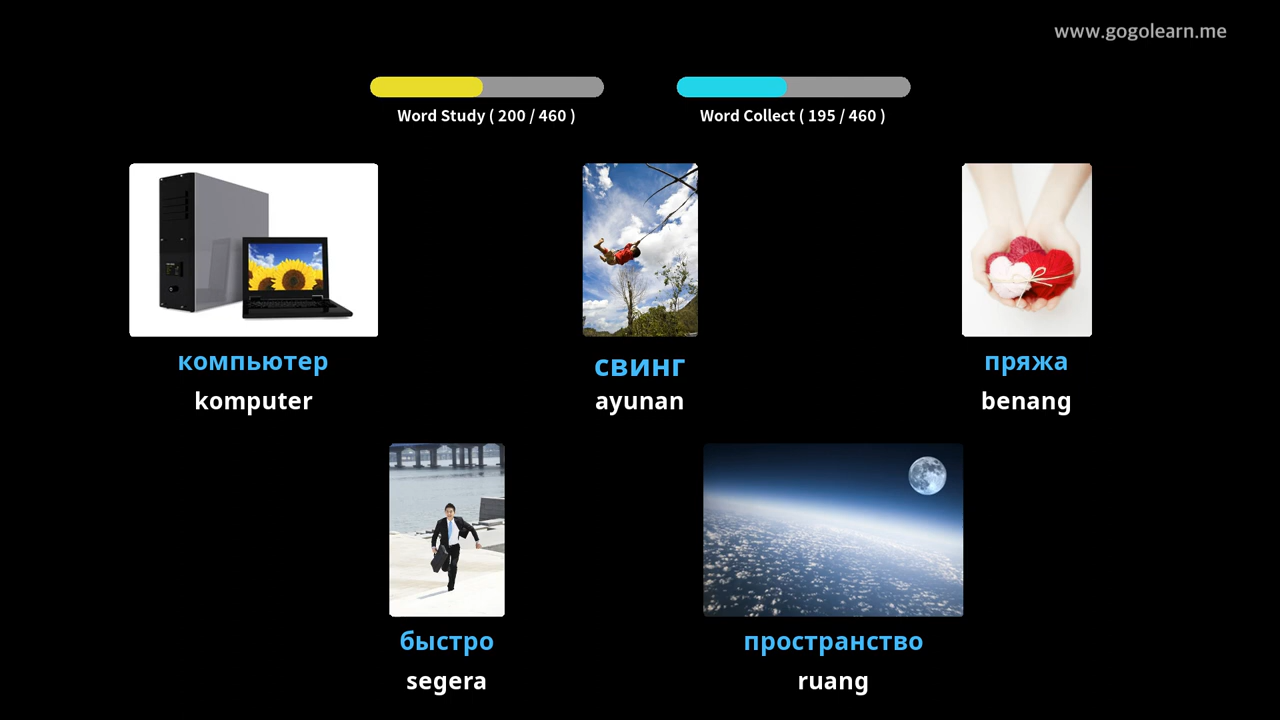 www.gogolearn.me
Word Study ( 200 / 460 )
Word Collect ( 195 / 460 )
компьютер
komputer
свинг
ayunan
пряжа
benang
быстро
segera
пространство
ruang